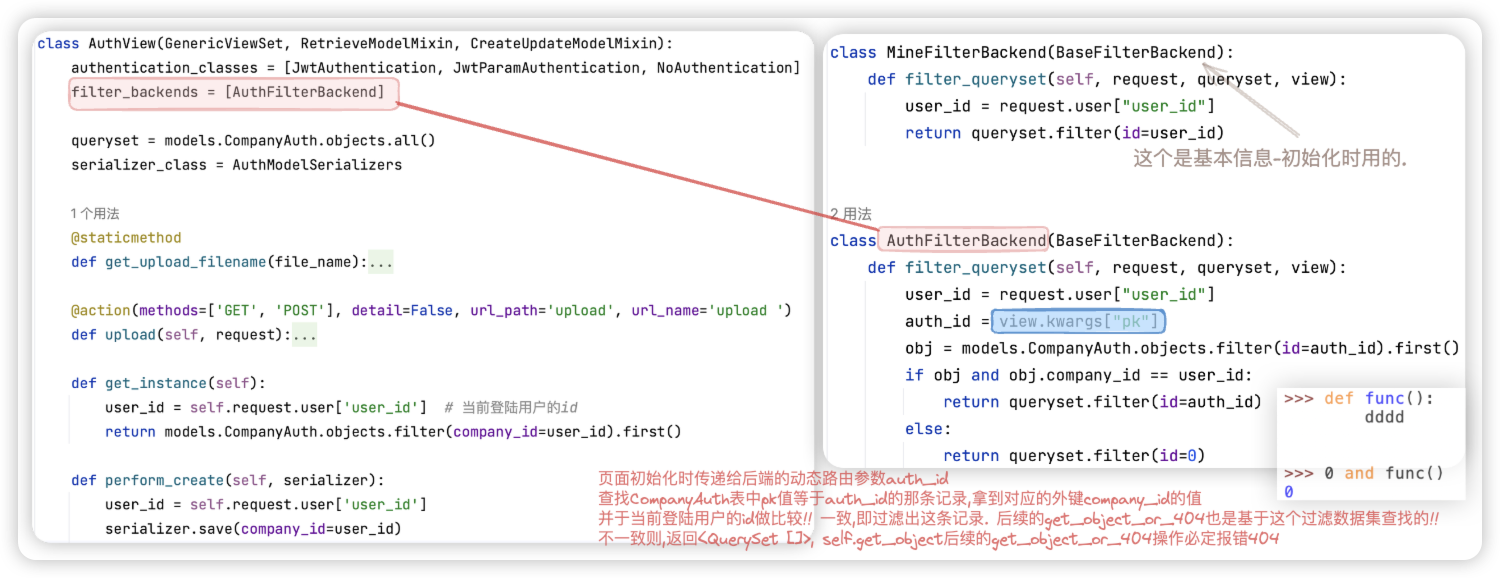 class AuthView(GenericViewSet, RetrieveModelMixin, CreateUpdateModelMixin):
    authentication_classes = [JwtAuthentication, JwtParamAuthentication, NoAuthentication]
    filter_backends = [AuthFilterBackend]
    queryset = models.CompanyAuth.objects.all()
    serializer_class = AuthModelSerializers
    1 个用法
    @staticmethod
    def get_upload_filename(file_name):...
    @action(methods=['GET', 'POST'], detail=False, url_path='upload', url_name='upload ')
    def upload(self, request):...
    def get_instance(self):
        user_id = self.request.user['user_id']  # 当前登陆用户的id
        return models.CompanyAuth.objects.filter(company_id=user_id).first()
    def perform_create(self, serializer):
        user_id = self.request.user['user_id']
        serializer.save(company_id=user_id)
class MineFilterBackend(BaseFilterBackend):
    def filter_queryset(self, request, queryset, view):
        user_id = request.user["user_id"]
        return queryset.filter(id=user_id)
这个是基本信息-初始化时用的.
2 用法
class AuthFilterBackend(BaseFilterBackend):
    def filter_queryset(self, request, queryset, view):
        user_id = request.user["user_id"]
        auth_id = view.kwargs["pk"]
        obj = models.CompanyAuth.objects.filter(id=auth_id).first()
        if obj and obj.company_id == user_id:
            return queryset.filter(id=auth_id)
        else:
            return queryset.filter(id=0)
>>> def func():
        dddd
>>> 0 and func()
0
页面初始化时传递给后端的动态路由参数auth_id
查找CompanyAuth表中pk值等于auth_id的那条记录,拿到对应的外键company_id的值
并于当前登陆用户的id做比较!! 一致,即过滤出这条记录. 后续的get_object_or_404也是基于这个过滤数据集查找的!!
不一致则,返回<QuerySet []>, self.get_object后续的get_object_or_404操作必定报错404